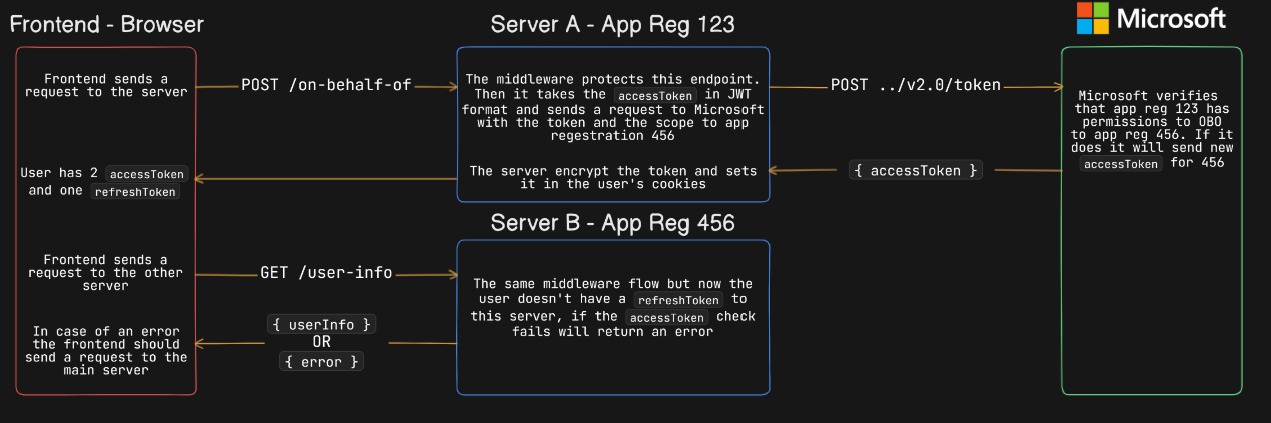 Frontend - Browser
Server A - App Reg 123
Microsoft
Frontend sends a
request to the server
POST /on-behalf-of
The middleware protects this endpoint.
Then it takes the accessToken in JWT
format and sends a request to Microsoft
with the token and the scope to app
regestration 456
POST ../v2.0/token
Microsoft verifies
that app reg 123 has
permissions to OBO
to app reg 456. If it
does it will send new
accessToken for 456
User has 2 accessToken
and one refreshToken
The server encrypt the token and sets
it in the user's cookies
{ accessToken }
Server B - App Reg 456
Frontend sends a
request to the other
server
GET /user-info
The same middleware flow but now the
user doesn't have a refreshToken to
this server, if the accessToken check
fails will return an error
In case of an error
the frontend should
send a request to the
main server
{ userInfo }
OR
{ error }